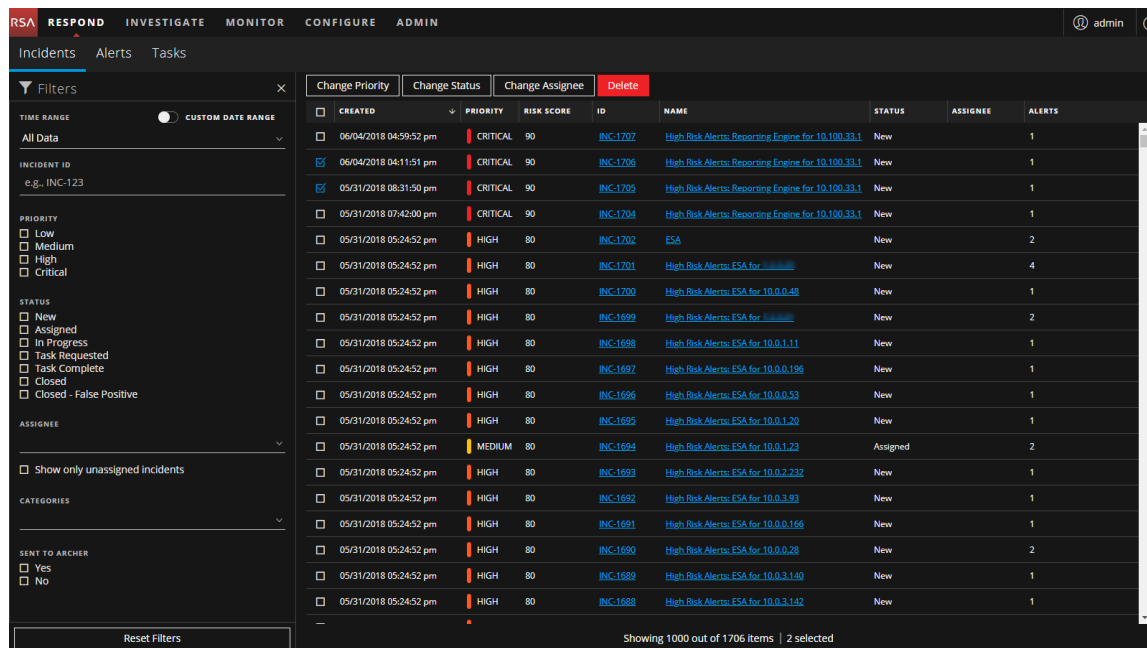 RSA RESPOND INVESTIGATE MONITOR CONFIGURE ADMIN admin
Incidents Alerts Tasks
Filters
TIME RANGE CUSTOM DATE RANGE
All Data
INCIDENT ID
e.g., INC-123
PRIORITY
Low
Medium
High
Critical
STATUS
New
Assigned
In Progress
Task Requested
Task Complete
Closed
Closed - False Positive
ASSIGNEE
Show only unassigned incidents
CATEGORIES
SENT TO ARCHER
Yes
No
Reset Filters
Change Priority Change Status Change Assignee Delete
CREATED PRIORITY RISK SCORE ID NAME STATUS ASSIGNEE ALERTS
06/04/2018 04:59:52 pm CRITICAL 90 INC-1707 High Risk Alerts: Reporting Engine for 10.100.33.1 New 1
06/04/2018 04:11:51 pm CRITICAL 90 INC-1706 High Risk Alerts: Reporting Engine for 10.100.33.1 New 1
05/31/2018 08:31:50 pm CRITICAL 90 INC-1705 High Risk Alerts: Reporting Engine for 10.100.33.1 New 1
05/31/2018 07:42:00 pm CRITICAL 90 INC-1704 High Risk Alerts: Reporting Engine for 10.100.33.1 New 1
05/31/2018 05:24:52 pm HIGH 80 INC-1702 ESA New 2
05/31/2018 05:24:52 pm HIGH 80 INC-1701 High Risk Alerts: ESA for New 4
05/31/2018 05:24:52 pm HIGH 80 INC-1700 High Risk Alerts: ESA for 10.0.0.48 New 1
05/31/2018 05:24:52 pm HIGH 80 INC-1699 High Risk Alerts: ESA for New 2
05/31/2018 05:24:52 pm HIGH 80 INC-1698 High Risk Alerts: ESA for 10.0.1.11 New 1
05/31/2018 05:24:52 pm HIGH 80 INC-1697 High Risk Alerts: ESA for 10.0.0.196 New 1
05/31/2018 05:24:52 pm HIGH 80 INC-1696 High Risk Alerts: ESA for 10.0.0.53 New 1
05/31/2018 05:24:52 pm HIGH 80 INC-1695 High Risk Alerts: ESA for 10.0.1.20 New 1
05/31/2018 05:24:52 pm MEDIUM 80 INC-1694 High Risk Alerts: ESA for 10.0.1.23 Assigned 2
05/31/2018 05:24:52 pm HIGH 80 INC-1693 High Risk Alerts: ESA for 10.0.2.232 New 1
05/31/2018 05:24:52 pm HIGH 80 INC-1692 High Risk Alerts: ESA for 10.0.3.93 New 1
05/31/2018 05:24:52 pm HIGH 80 INC-1691 High Risk Alerts: ESA for 10.0.0.166 New 1
05/31/2018 05:24:52 pm HIGH 80 INC-1690 High Risk Alerts: ESA for 10.0.0.28 New 2
05/31/2018 05:24:52 pm HIGH 80 INC-1689 High Risk Alerts: ESA for 10.0.3.140 New 1
05/31/2018 05:24:52 pm HIGH 80 INC-1688 High Risk Alerts: ESA for 10.0.3.142 New 1
Showing 1000 out of 1706 items | 2 selected